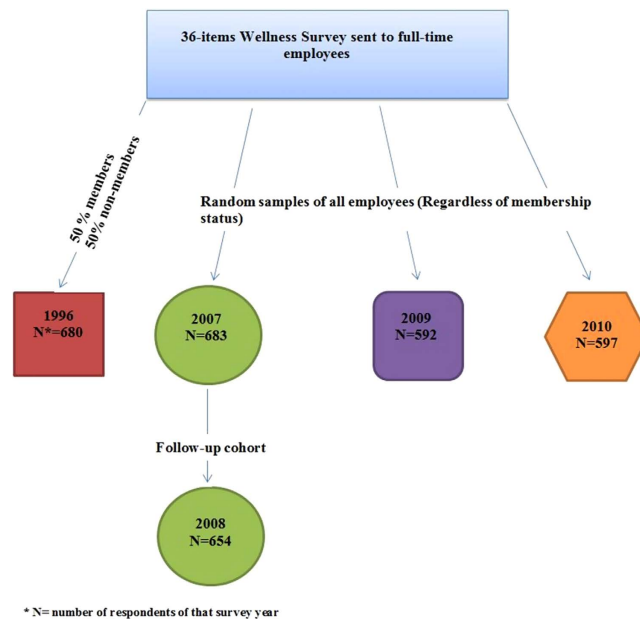 36-items Wellness Survey sent to full-time
employees
50 % members
50% non-members
Random samples of all employees (Regardless of membership
status)
1996
N*=680
2007
N=683
2009
N=592
2010
N=597
Follow-up cohort
2008
N=654
* N= number of respondents of that survey year